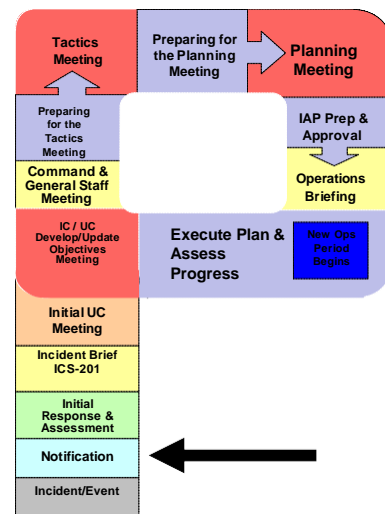 Tactics
Meeting
Preparing for
the Planning
Meeting
Planning
Meeting
Preparing
for the
Tactics
Meeting
IAP Prep &
Approval
Command &
General Staff
Meeting
Operations
Briefing
IC / UC
Develop/Update
Objectives
Meeting
Execute Plan &
Assess
Progress
New Ops
Period
Begins
Initial UC
Meeting
Incident Brief
ICS-201
Initial
Response &
Assessment
Notification
Incident/Event